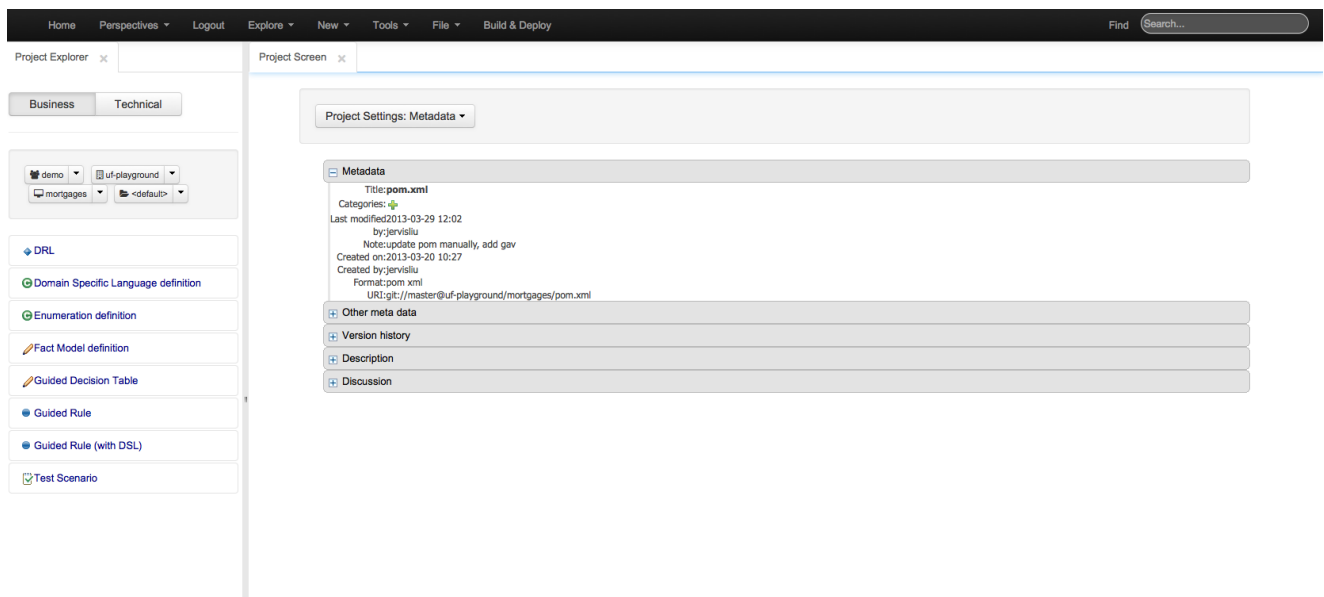 Home Perspectives Logout Explore New Tools File Build & Deploy Find Search...
Project Explorer Project Screen
Business Technical
Project Settings: Metadata
demo uf-playground
mortgages <default>
DRL
Domain Specific Language definition
Enumeration definition
Fact Model definition
Guided Decision Table
Guided Rule
Guided Rule (with DSL)
Test Scenario
Metadata
Title:pom.xml
Categories:
Last modified2013-03-29 12:02
by:jervisliu
Note:update pom manually, add gav
Created on:2013-03-20 10:27
Created by:jervisliu
Format:pom xml
URI:git://master@uf-playground/mortgages/pom.xml
Other meta data
Version history
Description
Discussion